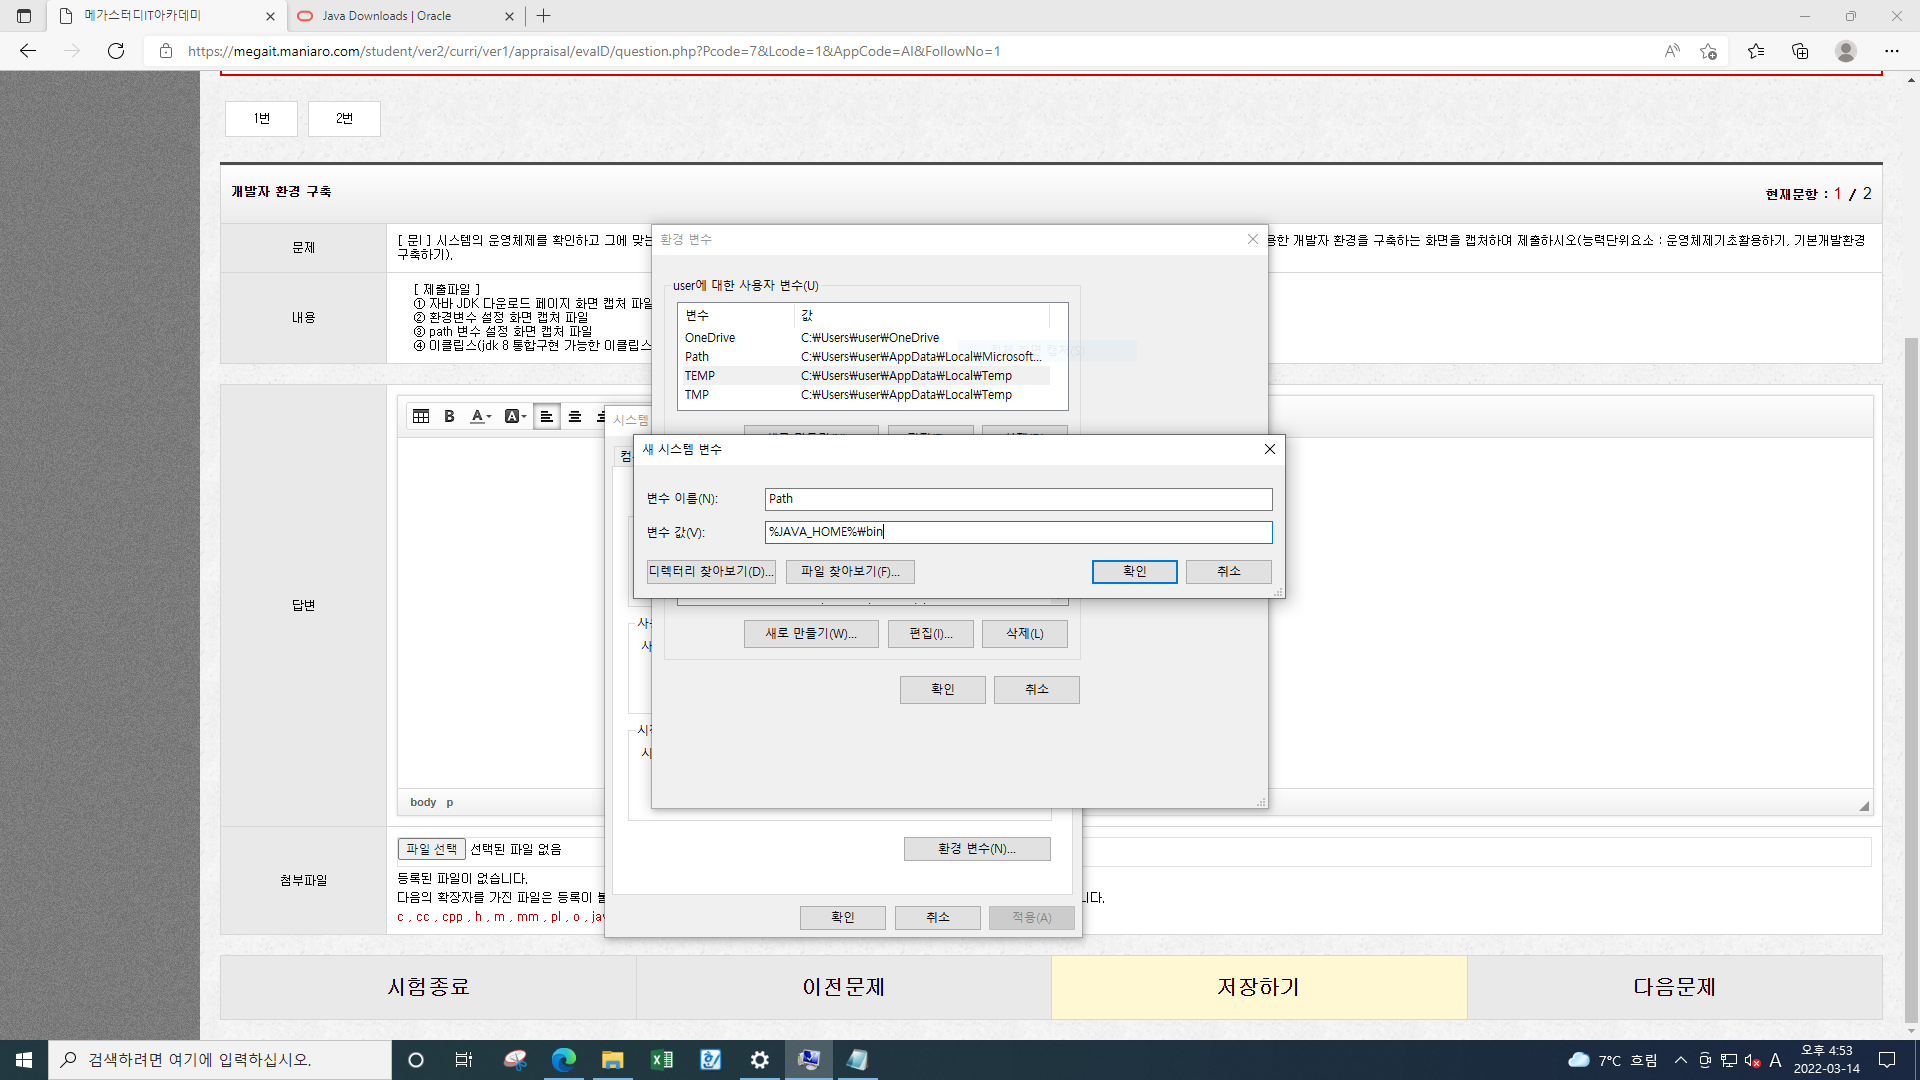 메가스터디IT아카데미
Java Downloads | Oracle
https://megait.maniaro.com/student/ver2/curri/ver1/appraisal/evalD/question.php?Pcode=7&Lcode=1&AppCode=AI&FollowNo=1
1번
2번
개발자 환경 구축
현재문항 : 1 / 2
문제
[ 문1 ] 시스템의 운영체제를 확인하고 그에 맞는
용한 개발자 환경을 구축하는 화면을 캡처하여 제출하시오(능력단위요소 : 운영체제기초활용하기, 기본개발환경
구축하기).
내용
[ 제출파일 ]
① 자바 JDK 다운로드 페이지 화면 캡처 파일
② 환경변수 설정 화면 캡처 파일
③ path 변수 설정 화면 캡처 파일
④ 이클립스(jdk 8 통합구현 가능한 이클립스
환경 변수
user에 대한 사용자 변수(U)
변수 값
OneDrive C:₩Users₩user₩OneDrive
Path C:₩Users₩user₩AppData₩Local₩Microsoft...
TEMP C:₩Users₩user₩AppData₩Local₩Temp
TMP C:₩Users₩user₩AppData₩Local₩Temp
시스템
새 시스템 변수
변수 이름(N): Path
변수 값(V): %JAVA_HOME%₩bin
디렉터리 찾아보기(D)... 파일 찾아보기(F)... 확인 취소
새로 만들기(W)... 편집(I)... 삭제(L)
확인 취소
답변
body p
환경 변수(N)...
확인 취소 적용(A)
첨부파일
파일 선택 선택된 파일 없음
등록된 파일이 없습니다.
다음의 확장자를 가진 파일은 등록이 불
니다.
c , cc , cpp , h , m , mm , pl , o , jav
시험종료
이전문제
저장하기
다음문제
검색하려면 여기에 입력하십시오.
7°C 흐림
A
오후 4:53
2022-03-14